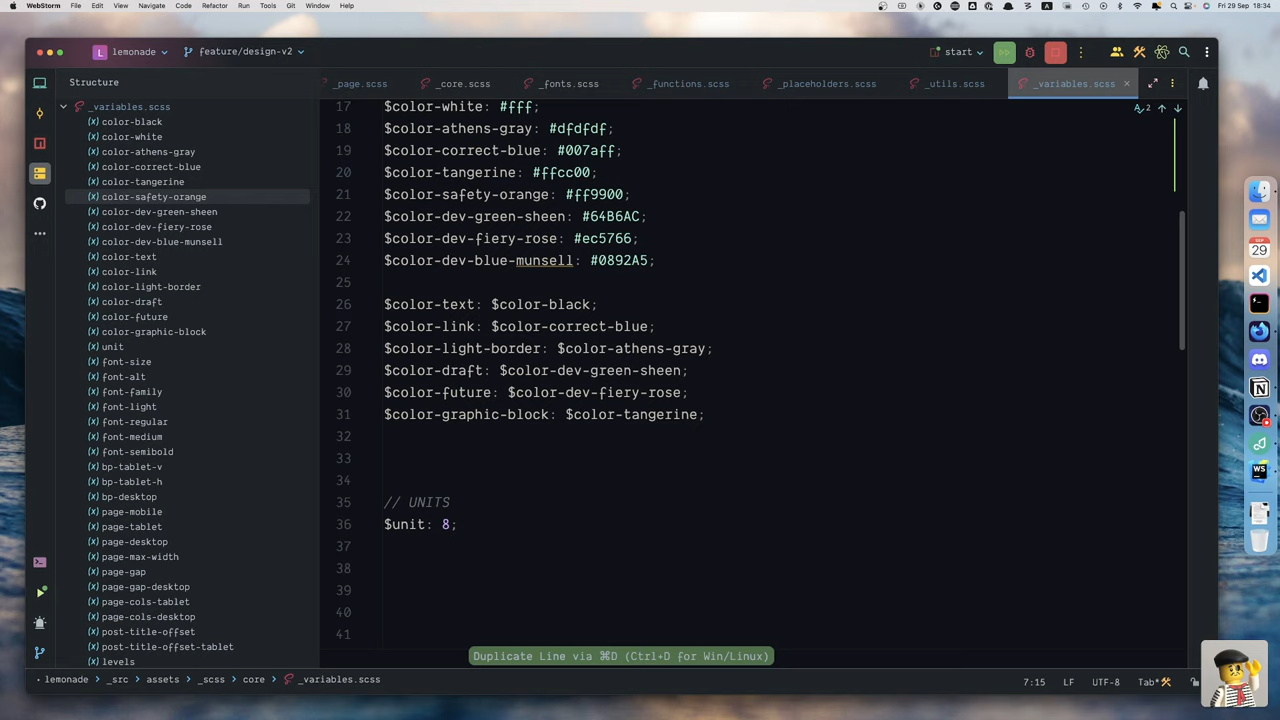 WebStorm File Edit View Navigate Code Refactor Run Tools Git Window Help
A
Fri 29 Sep 18:34
L lemonade feature/design-v2 start
Structure
_page.scss _core.scss _fonts.scss _functions.scss _placeholders.scss _utils.scss _variables.scss
_variables.scss
(x) color-black
(x) color-white
(x) color-athens-gray
(x) color-correct-blue
(x) color-tangerine
(x) color-safety-orange
(x) color-dev-green-sheen
(x) color-dev-fiery-rose
(x) color-dev-blue-munsell
(x) color-text
(x) color-link
(x) color-light-border
(x) color-draft
(x) color-future
(x) color-graphic-block
(x) unit
(x) font-size
(x) font-alt
(x) font-family
(x) font-light
(x) font-regular
(x) font-medium
(x) font-semibold
(x) bp-tablet-v
(x) bp-tablet-h
(x) bp-desktop
(x) page-mobile
(x) page-tablet
(x) page-desktop
(x) page-max-width
(x) page-gap
(x) page-gap-desktop
(x) page-cols-tablet
(x) page-cols-desktop
(x) post-title-offset
(x) post-title-offset-tablet
(x) levels
2
17 $color-white: #fff;
18 $color-athens-gray: #dfdfdf;
19 $color-correct-blue: #007aff;
20 $color-tangerine: #ffcc00;
21 $color-safety-orange: #ff9900;
22 $color-dev-green-sheen: #64B6AC;
23 $color-dev-fiery-rose: #ec5766;
24 $color-dev-blue-munsell: #0892A5;
25
26 $color-text: $color-black;
27 $color-link: $color-correct-blue;
28 $color-light-border: $color-athens-gray;
29 $color-draft: $color-dev-green-sheen;
30 $color-future: $color-dev-fiery-rose;
31 $color-graphic-block: $color-tangerine;
32
33
34
35 // UNITS
36 $unit: 8;
37
38
39
40
41
Duplicate Line via ⌘D (Ctrl+D for Win/Linux)
lemonade _src assets _scss core _variables.scss
7:15 LF UTF-8 Tab*
SEP
29
WS